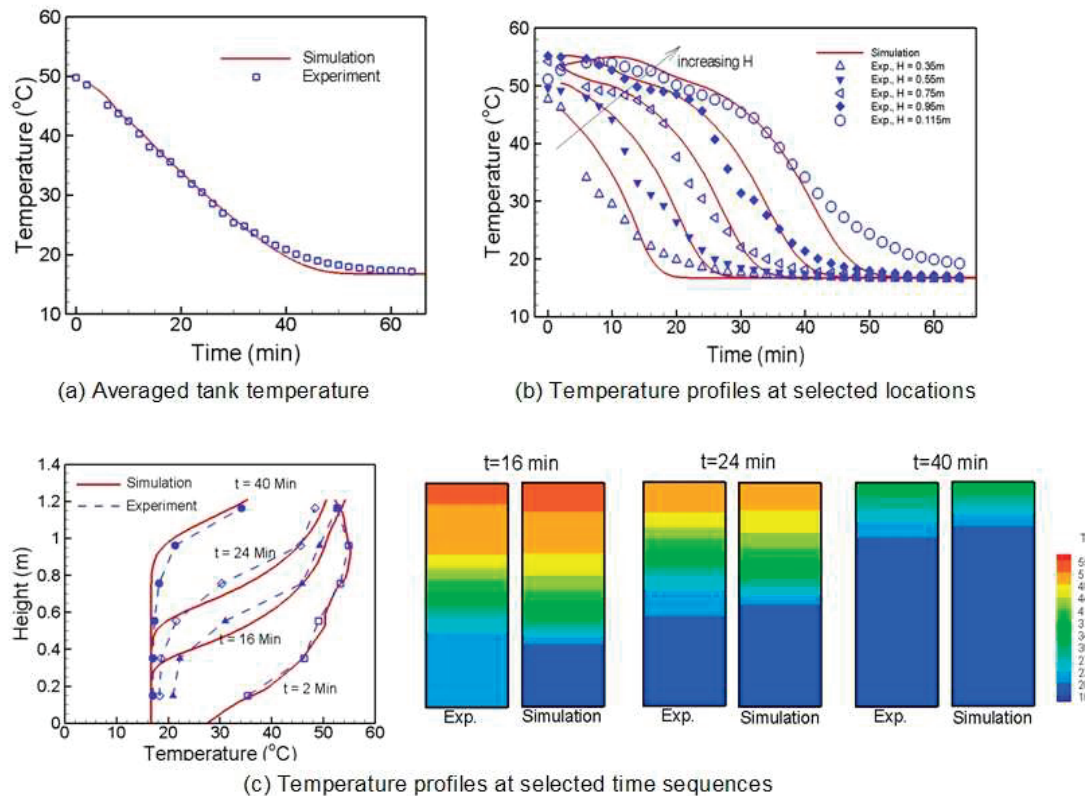 60
50
40
30
20
10
Temperature (°C)
0
20
40
60
Time (min)
Simulation
Experiment
(a) Averaged tank temperature
60
50
40
30
20
10
Temperature (°C)
0
10
20
30
40
50
60
Time (min)
increasing H
Simulation
Exp., H = 0.35m
Exp., H = 0.55m
Exp., H = 0.75m
Exp., H = 0.95m
Exp., H = 0.115m
(b) Temperature profiles at selected locations
1.4
1.2
1
0.8
0.6
0.4
0.2
0
Height (m)
Simulation
Experiment
t = 40 Min
t = 24 Min
t = 16 Min
t = 2 Min
0
10
20
30
40
50
60
Temperature (°C)
t=16 min
Exp.
Simulation
t=24 min
Exp.
Simulation
t=40 min
Exp.
Simulation
T
(c) Temperature profiles at selected time sequences